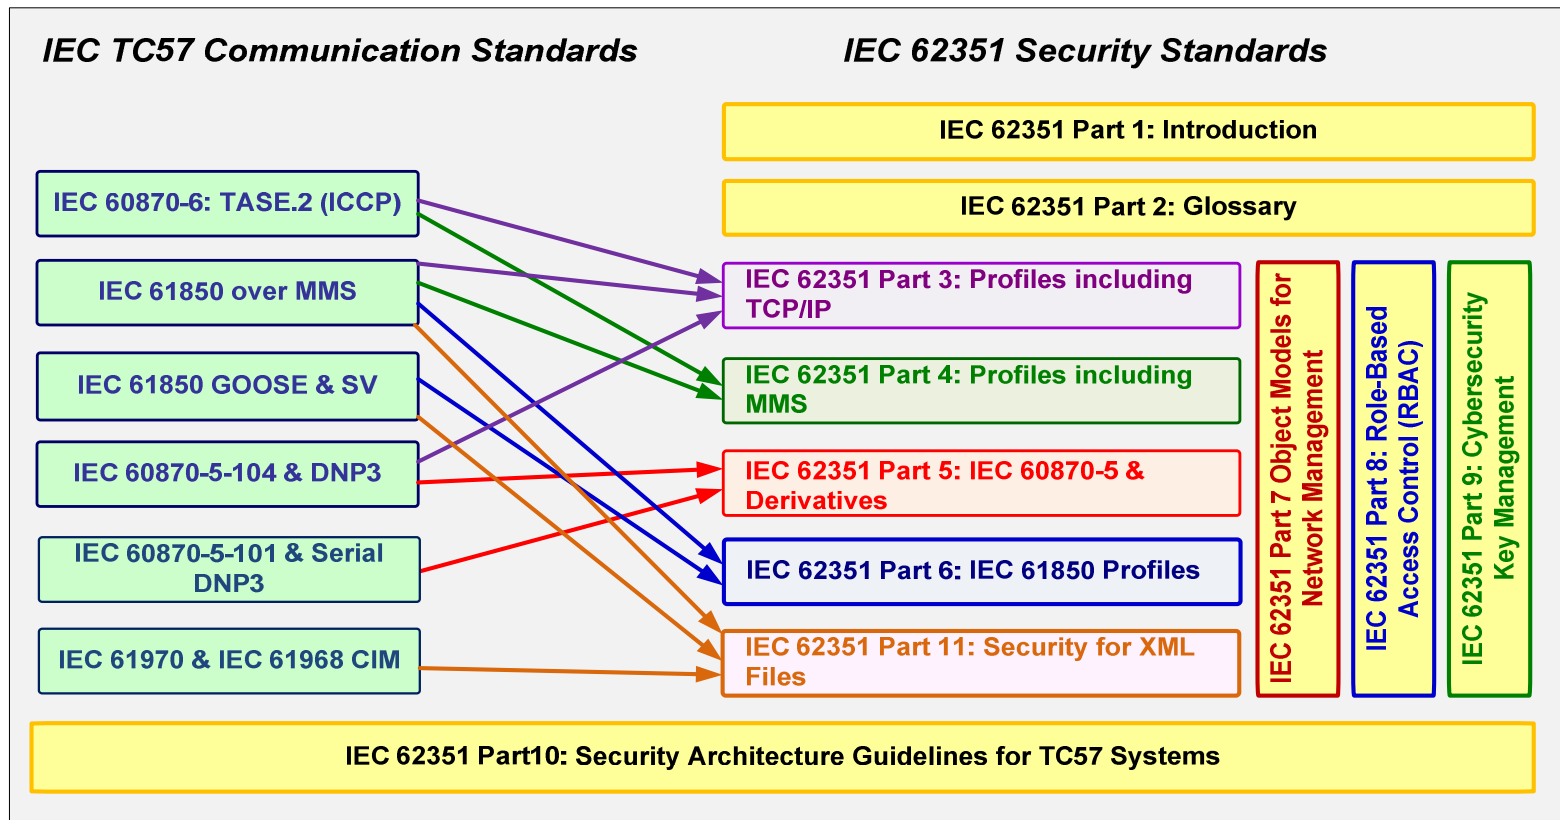 IEC TC57 Communication Standards
IEC 62351 Security Standards
IEC 62351 Part 1: Introduction
IEC 62351 Part 2: Glossary
IEC 60870-6: TASE.2 (ICCP)
IEC 61850 over MMS
IEC 61850 GOOSE & SV
IEC 60870-5-104 & DNP3
IEC 60870-5-101 & Serial
DNP3
IEC 61970 & IEC 61968 CIM
IEC 62351 Part 3: Profiles including
TCP/IP
IEC 62351 Part 4: Profiles including
MMS
IEC 62351 Part 5: IEC 60870-5 &
Derivatives
IEC 62351 Part 6: IEC 61850 Profiles
IEC 62351 Part 11: Security for XML
Files
IEC 62351 Part 7 Object Models for
Network Management
IEC 62351 Part 8: Role-Based
Access Control (RBAC)
IEC 62351 Part 9: Cybersecurity
Key Management
IEC 62351 Part10: Security Architecture Guidelines for TC57 Systems